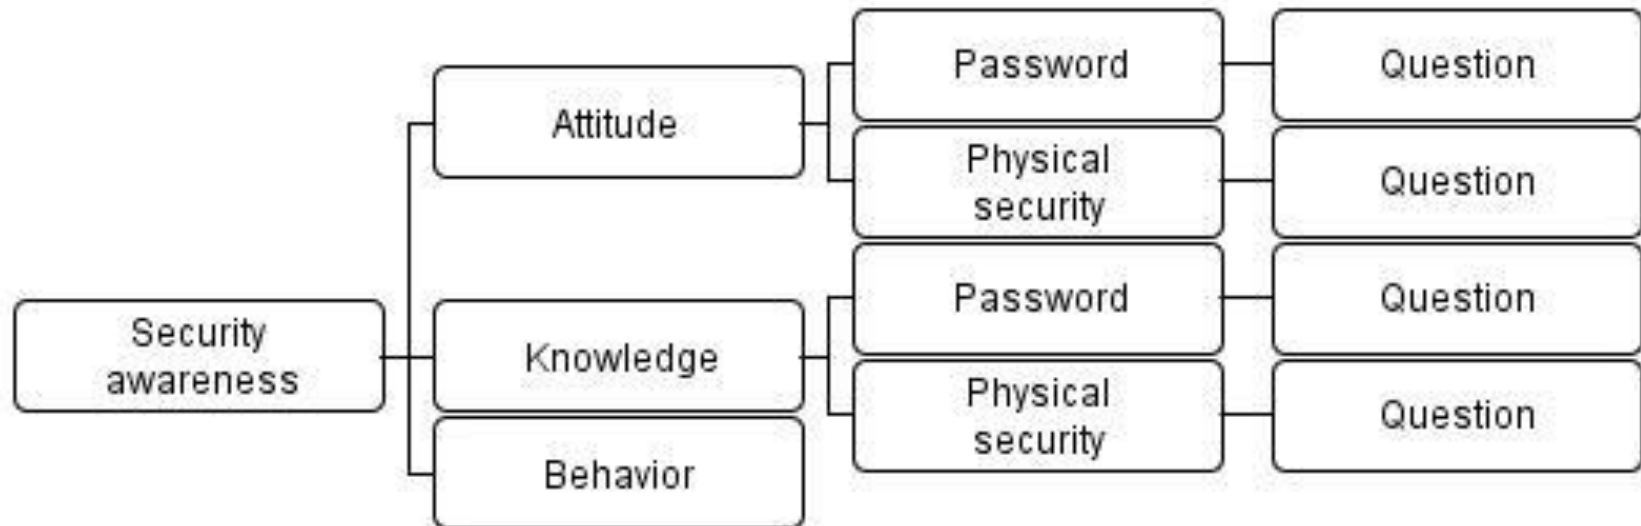 Password
Question
Attitude
Physical
security
Question
Password
Question
Security
awareness
Knowledge
Physical
security
Question
Behavior